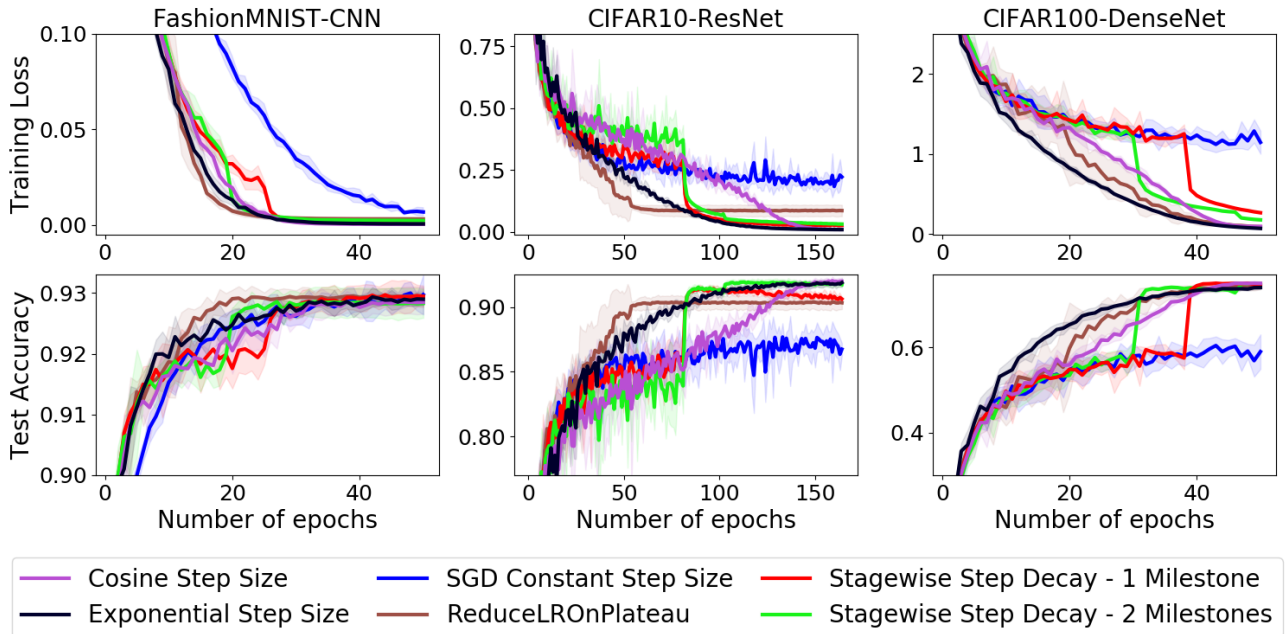 FashionMNIST-CNN
CIFAR10-ResNet
CIFAR100-DenseNet
Training Loss
0.10
0.05
0.00
0 20 40
0.75
0.50
0.25
0.00
0 50 100 150
2
1
0
0 20 40
Test Accuracy
0.93
0.92
0.91
0.90
0 20 40
Number of epochs
0.90
0.85
0.80
0 50 100 150
Number of epochs
0.6
0.4
0 20 40
Number of epochs
Cosine Step Size
Exponential Step Size
SGD Constant Step Size
ReduceLROnPlateau
Stagewise Step Decay - 1 Milestone
Stagewise Step Decay - 2 Milestones